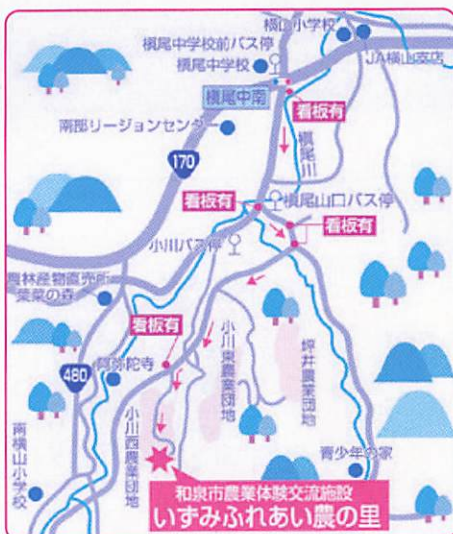 横山小学校
槇尾中学校前バス停
JA横山支店
槇尾中学校
槇尾中南
看板有
南部リージョンセンター
槇尾川
170
看板有
槇尾山口バス停
看板有
小川バス停
農林産物直売所
葉菜の森
看板有
小川東農業団地
坪井農業団地
480
阿弥陀寺
小川西農業団地
南横山小学校
青少年の家
和泉市農業体験交流施設
いずみふれあい農の里